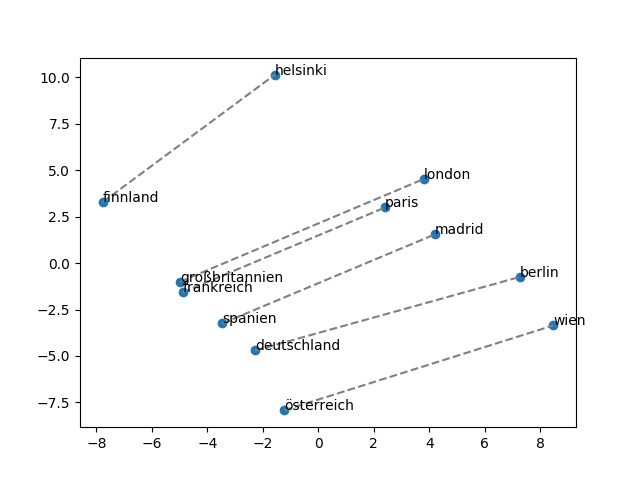 helsinki
london
finnland
paris
madrid
großbritannien
berlin
frankreich
spanien
wien
deutschland
österreich
10.0
7.5
5.0
2.5
0.0
−2.5
−5.0
−7.5
−8 −6 −4 −2 0 2 4 6 8